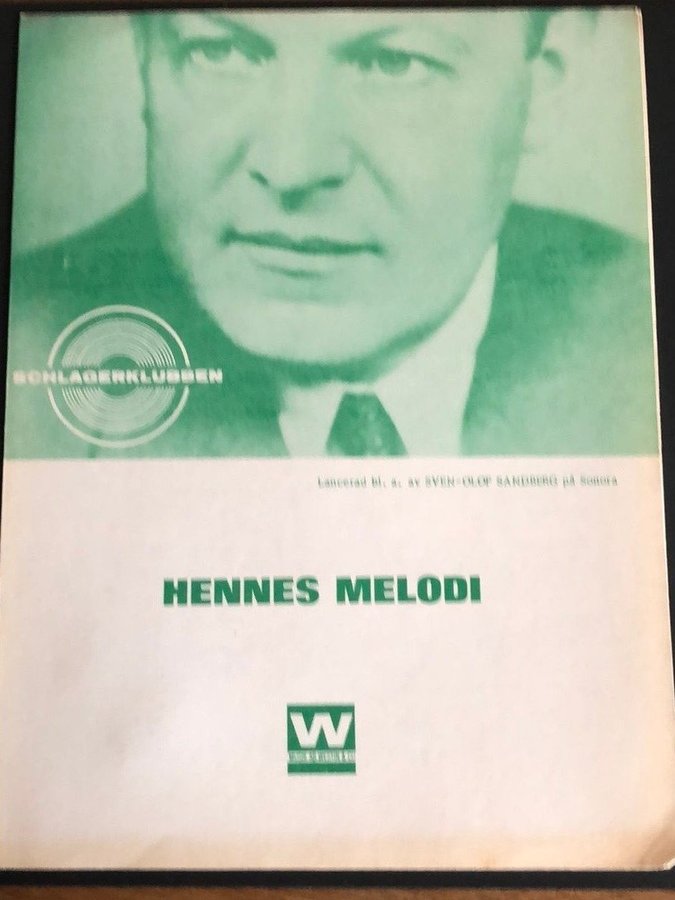 SCHLAGERKLUBBEN
Lancerad bl. a. av SVEN-OLOF SANDBERG på Sonora
HENNES MELODI
W